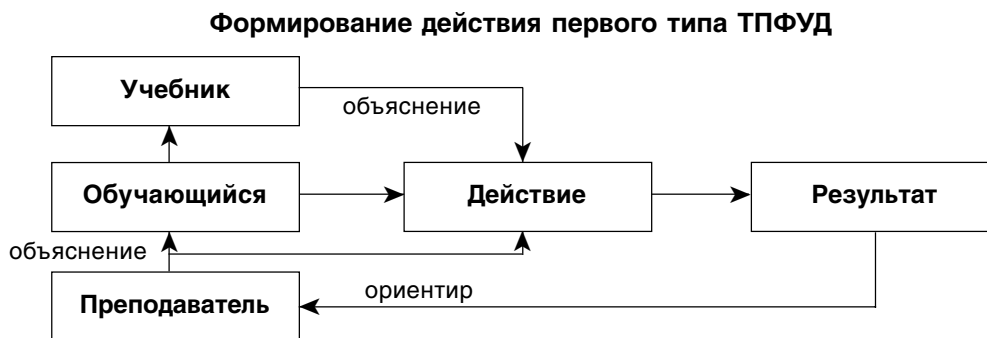 Формирование действия первого типа ТПФУД
Учебник
объяснение
Обучающийся
Действие
Результат
объяснение
Преподаватель
ориентир